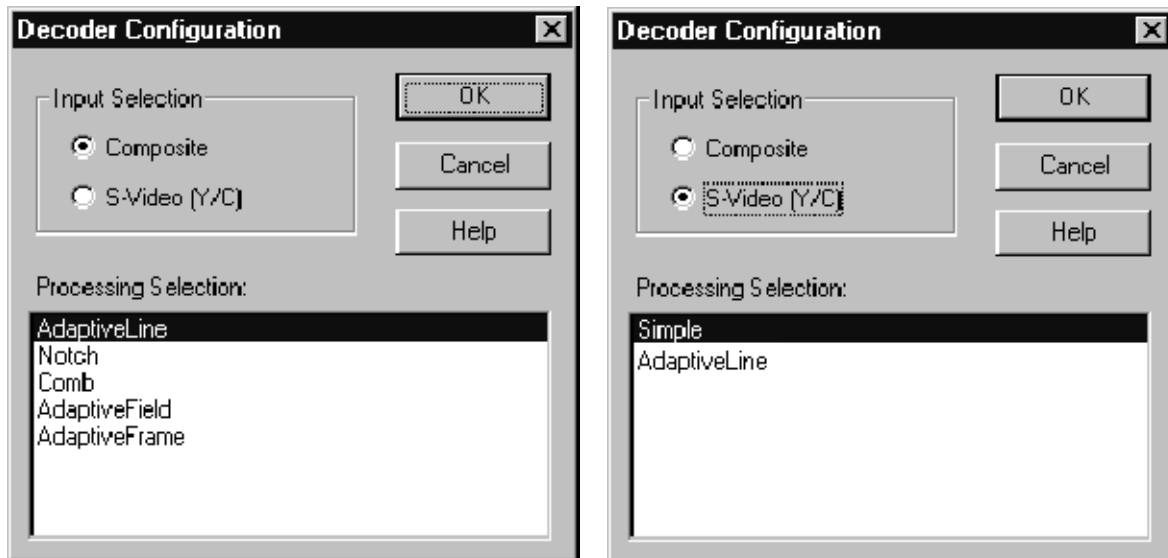 Decoder Configuration
Input Selection
OK
Composite
Cancel
S-Video (Y/C)
Help
Processing Selection:
AdaptiveLine
Notch
Comb
AdaptiveField
AdaptiveFrame
Decoder Configuration
Input Selection
OK
Composite
Cancel
S-Video (Y/C)
Help
Processing Selection:
Simple
AdaptiveLine